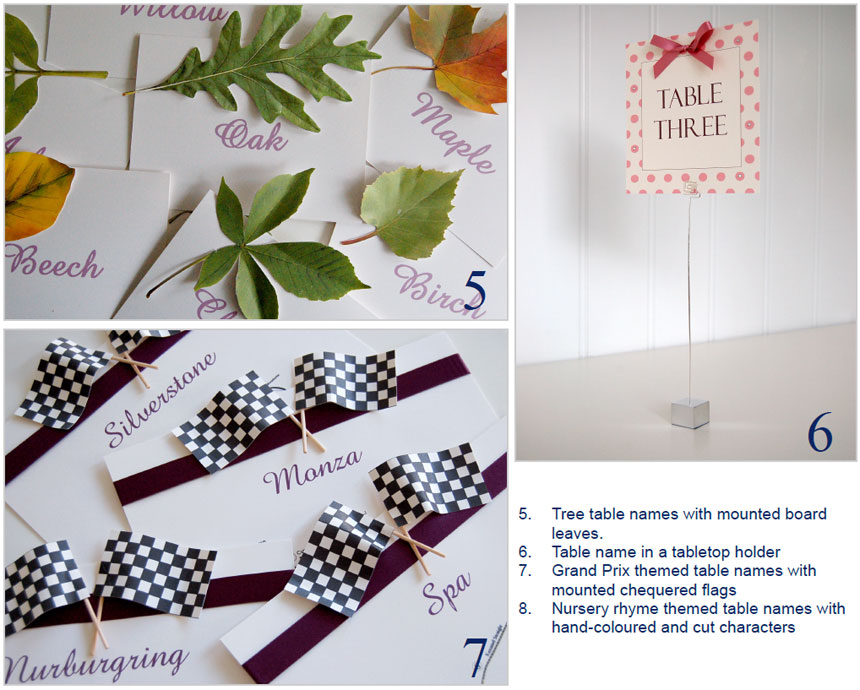 Willow
Oak
Maple
Beech
Birch
5
TABLE
THREE
6
Silverstone
Monza
Spa
Nurburgring
7
5. Tree table names with mounted board
leaves.
6. Table name in a tabletop holder
7. Grand Prix themed table names with
mounted chequered flags
8. Nursery rhyme themed table names with
hand-coloured and cut characters